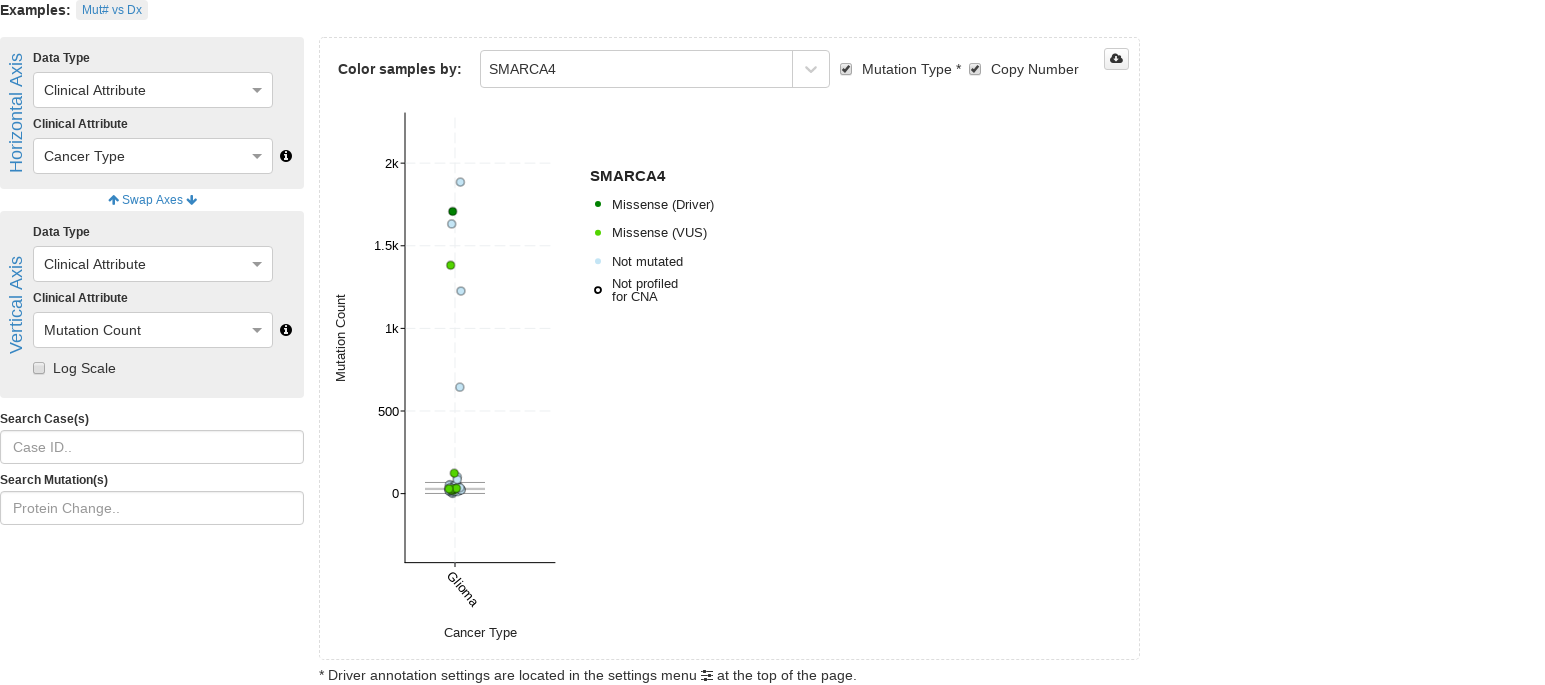 Examples: Mut# vs Dx
Horizontal Axis
Data Type
Clinical Attribute
Clinical Attribute
Cancer Type
Swap Axes
Vertical Axis
Data Type
Clinical Attribute
Clinical Attribute
Mutation Count
Log Scale
Search Case(s)
Case ID..
Search Mutation(s)
Protein Change..
Color samples by: SMARCA4 Mutation Type * Copy Number
Mutation Count
2k
1.5k
1k
500
0
Glioma
Cancer Type
SMARCA4
Missense (Driver)
Missense (VUS)
Not mutated
Not profiled
for CNA
* Driver annotation settings are located in the settings menu at the top of the page.